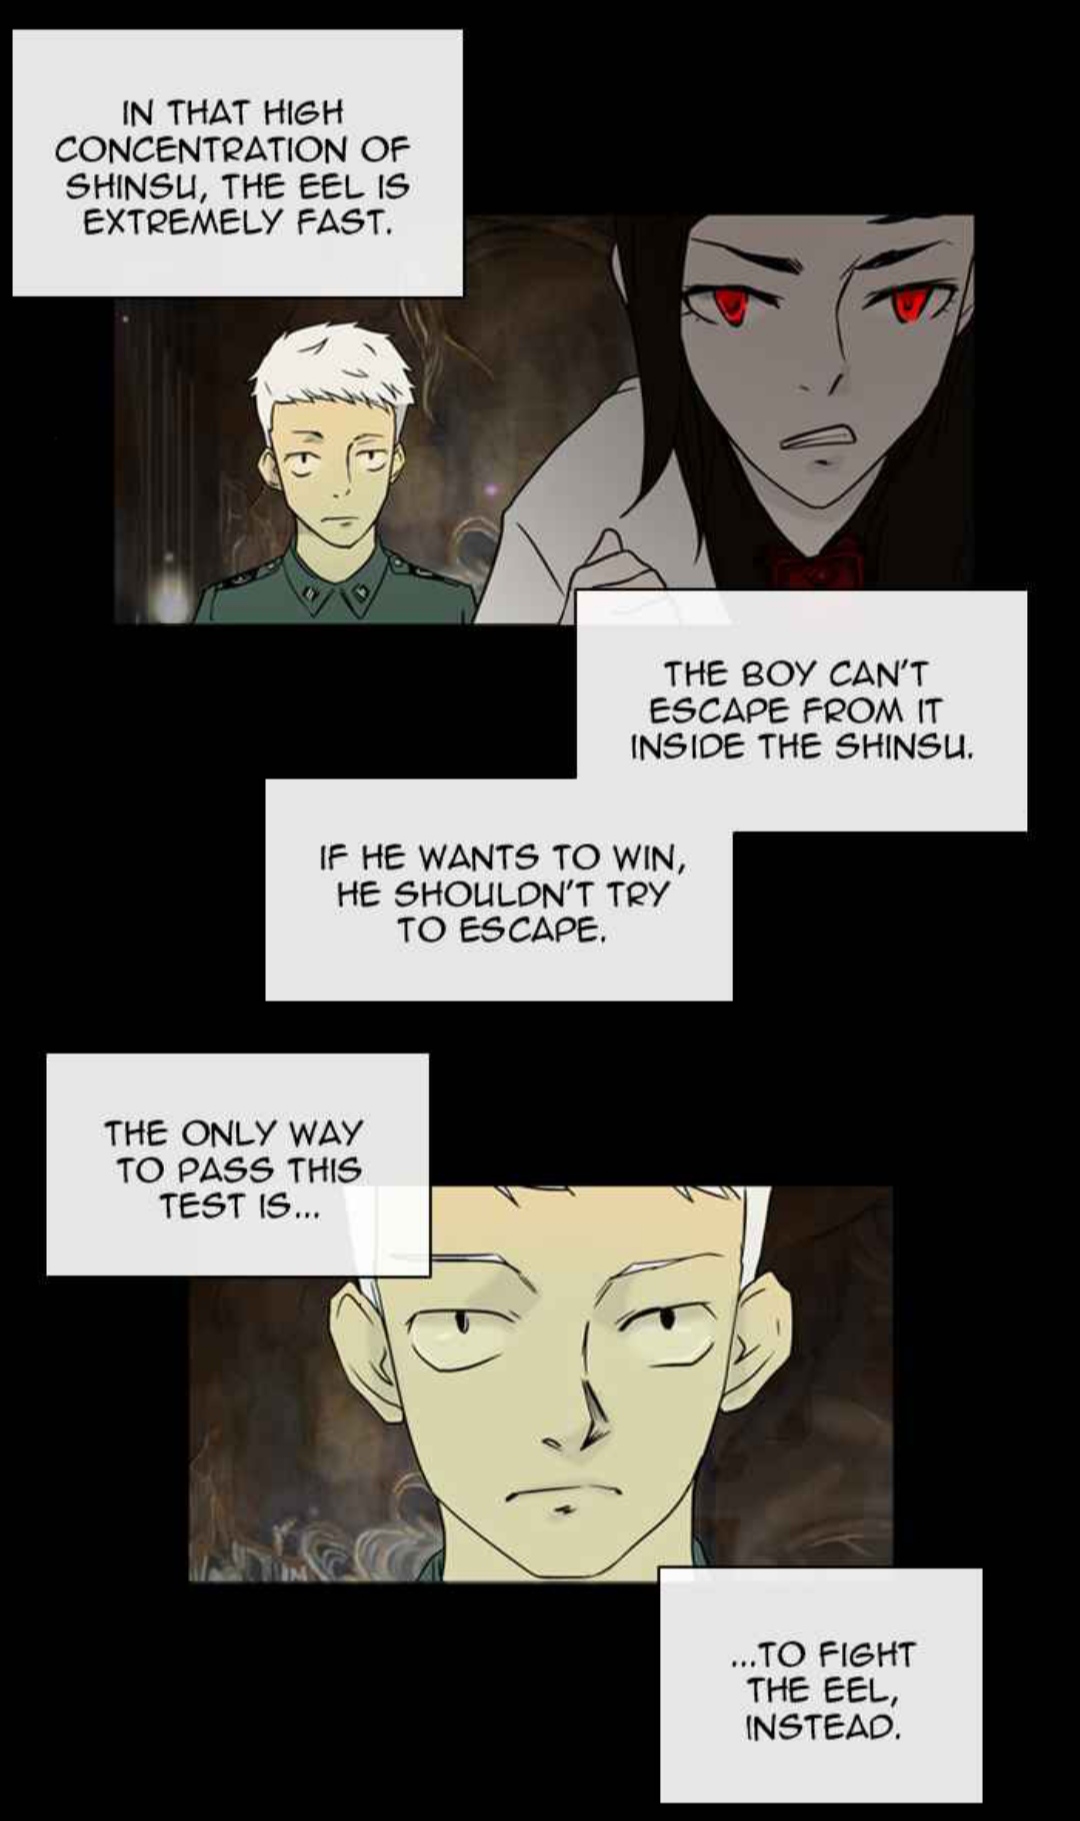 IN THAT HIGH
CONCENTRATION OF
SHINSU, THE EEL IS
EXTREMELY FAST.
THE BOY CAN'T
ESCAPE FROM IT
INSIDE THE SHINSU.
IF HE WANTS TO WIN,
HE SHOULDN'T TRY
TO ESCAPE.
THE ONLY WAY
TO PASS THIS
TEST IS...
...TO FIGHT
THE EEL,
INSTEAD.